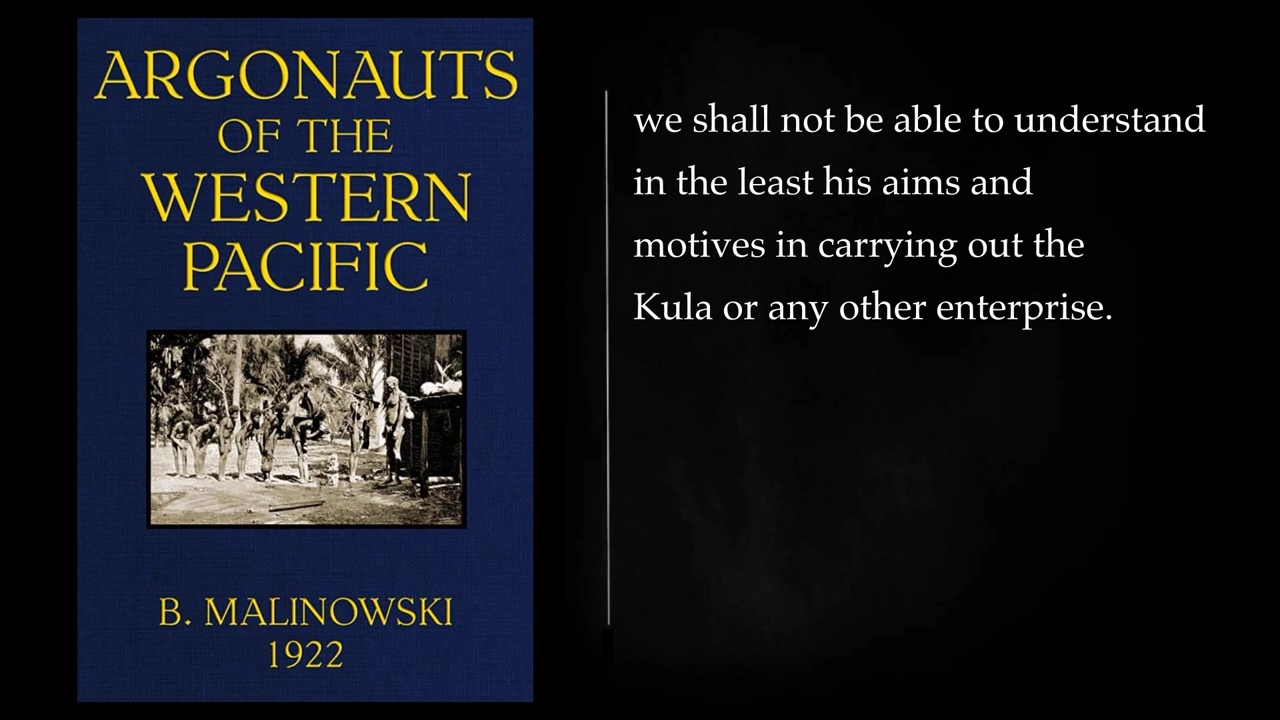 ARGONAUTS
OF THE
WESTERN
PACIFIC
B. MALINOWSKI
1922
we shall not be able to understand
in the least his aims and
motives in carrying out the
Kula or any other enterprise.